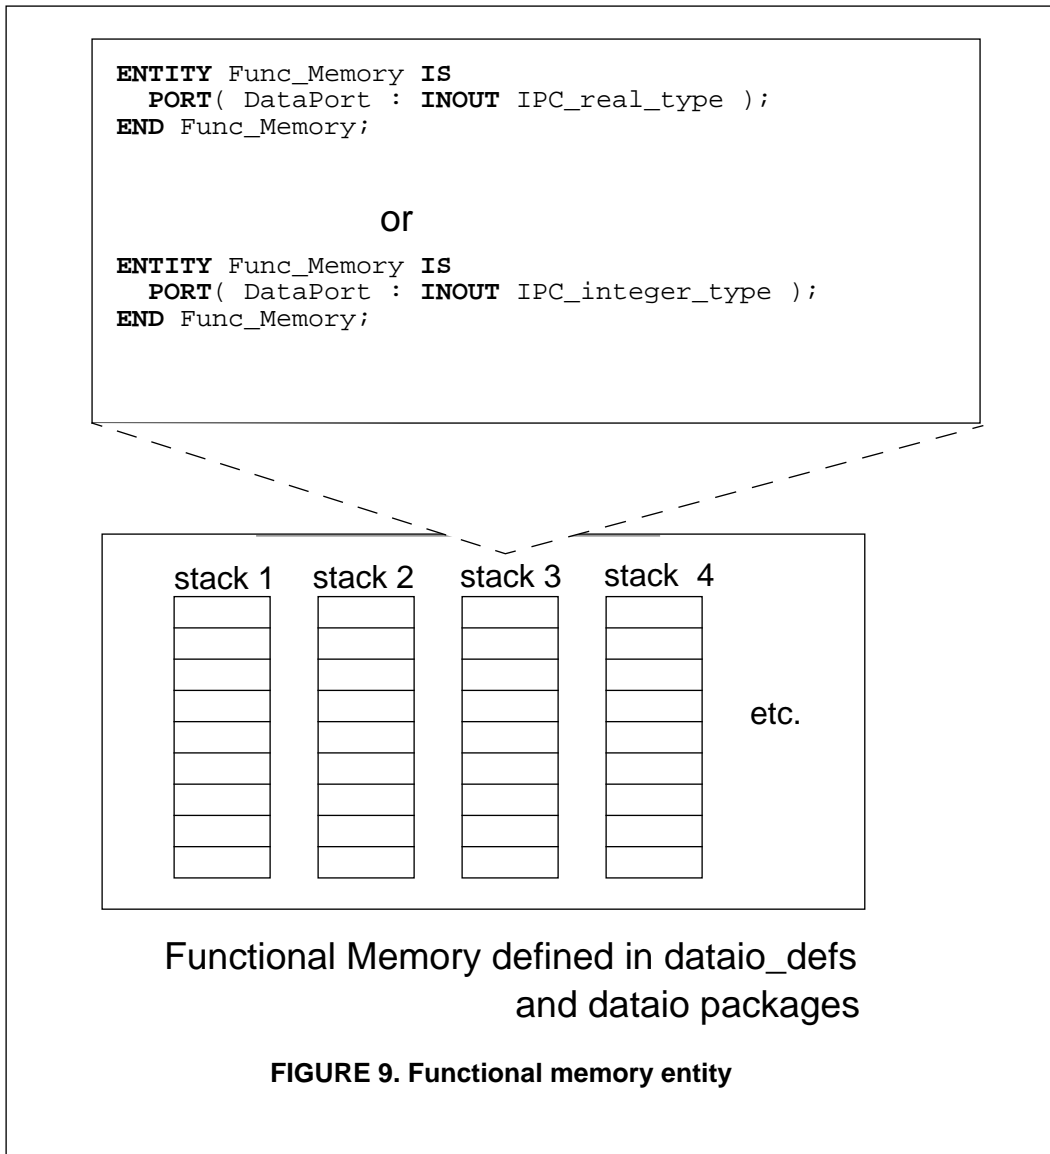 ENTITY Func_Memory IS
PORT( DataPort : INOUT IPC_real_type );
END Func_Memory;
or
ENTITY Func_Memory IS
PORT( DataPort : INOUT IPC_integer_type );
END Func_Memory;
stack 1 stack 2 stack 3 stack 4
etc.
Functional Memory defined in dataio_defs
and dataio packages
FIGURE 9. Functional memory entity